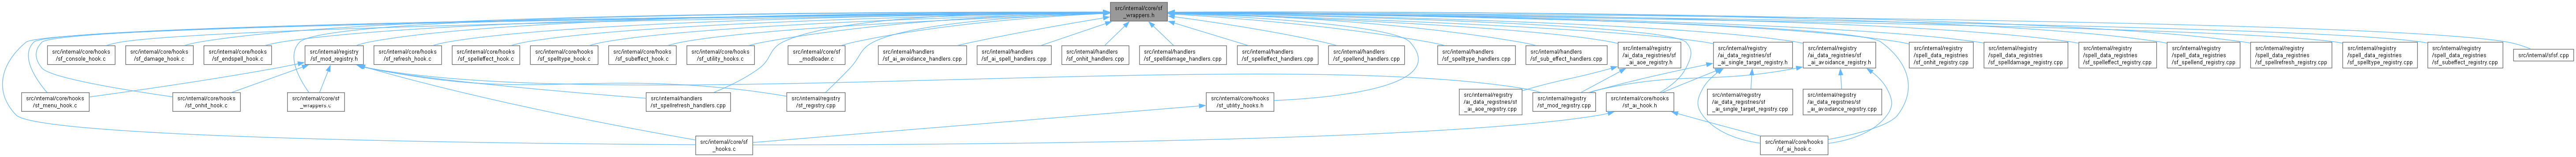 src/internal/core/sf
_wrappers.h
src/internal/core/hooks
/sf_console_hook.c
src/internal/core/hooks
/sf_damage_hook.c
src/internal/core/hooks
/sf_endspell_hook.c
src/internal/registry
/sf_mod_registry.h
src/internal/core/hooks
/sf_refresh_hook.c
src/internal/core/hooks
/sf_spelleffect_hook.c
src/internal/core/hooks
/sf_spelltype_hook.c
src/internal/core/hooks
/sf_subeffect_hook.c
src/internal/core/hooks
/sf_utility_hooks.c
src/internal/core/sf
_modloader.c
src/internal/handlers
/sf_ai_avoidance_handlers.cpp
src/internal/handlers
/sf_ai_spell_handlers.cpp
src/internal/handlers
/sf_onhit_handlers.cpp
src/internal/handlers
/sf_spelldamage_handlers.cpp
src/internal/handlers
/sf_spelleffect_handlers.cpp
src/internal/handlers
/sf_spellend_handlers.cpp
src/internal/handlers
/sf_spelltype_handlers.cpp
src/internal/handlers
/sf_sub_effect_handlers.cpp
src/internal/registry
/ai_data_registries/sf
_ai_aoe_registry.h
src/internal/registry
/ai_data_registries/sf
_ai_single_target_registry.h
src/internal/registry
/ai_data_registries/sf
_ai_avoidance_registry.h
src/internal/registry
/spell_data_registries
/sf_onhit_registry.cpp
src/internal/registry
/spell_data_registries
/sf_spelldamage_registry.cpp
src/internal/registry
/spell_data_registries
/sf_spelleffect_registry.cpp
src/internal/registry
/spell_data_registries
/sf_spellend_registry.cpp
src/internal/registry
/spell_data_registries
/sf_spellrefresh_registry.cpp
src/internal/registry
/spell_data_registries
/sf_spelltype_registry.cpp
src/internal/registry
/spell_data_registries
/sf_subeffect_registry.cpp
src/internal/sfsf.cpp
src/internal/core/hooks
/sf_menu_hook.c
src/internal/core/hooks
/sf_onhit_hook.c
src/internal/core/sf
_wrappers.c
src/internal/handlers
/sf_spellrefresh_handlers.cpp
src/internal/registry
/sf_registry.cpp
src/internal/core/hooks
/sf_utility_hooks.h
src/internal/registry
/ai_data_registries/sf
_ai_aoe_registry.cpp
src/internal/registry
/sf_mod_registry.cpp
src/internal/core/hooks
/sf_ai_hook.h
src/internal/registry
/ai_data_registries/sf
_ai_single_target_registry.cpp
src/internal/registry
/ai_data_registries/sf
_ai_avoidance_registry.cpp
src/internal/core/sf
_hooks.c
src/internal/core/hooks
/sf_ai_hook.c